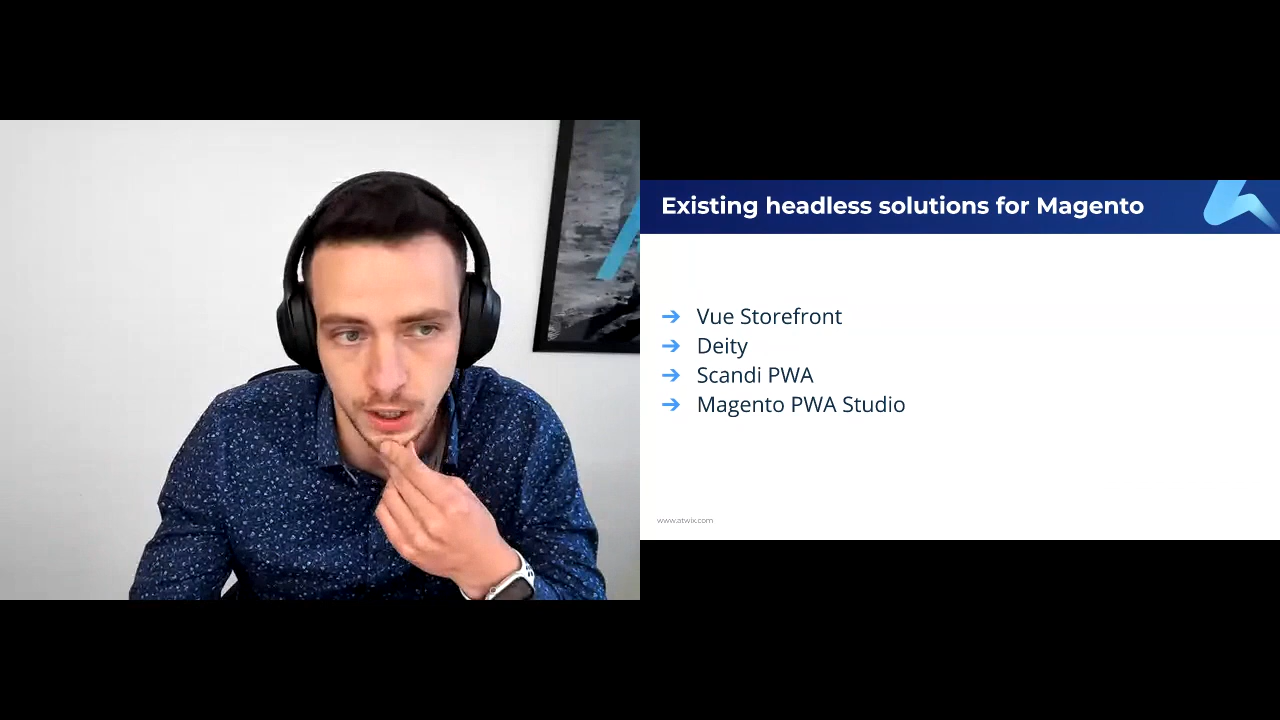 Existing headless solutions for Magento
➔ Vue Storefront
➔ Deity
➔ Scandi PWA
➔ Magento PWA Studio
www.atwix.com